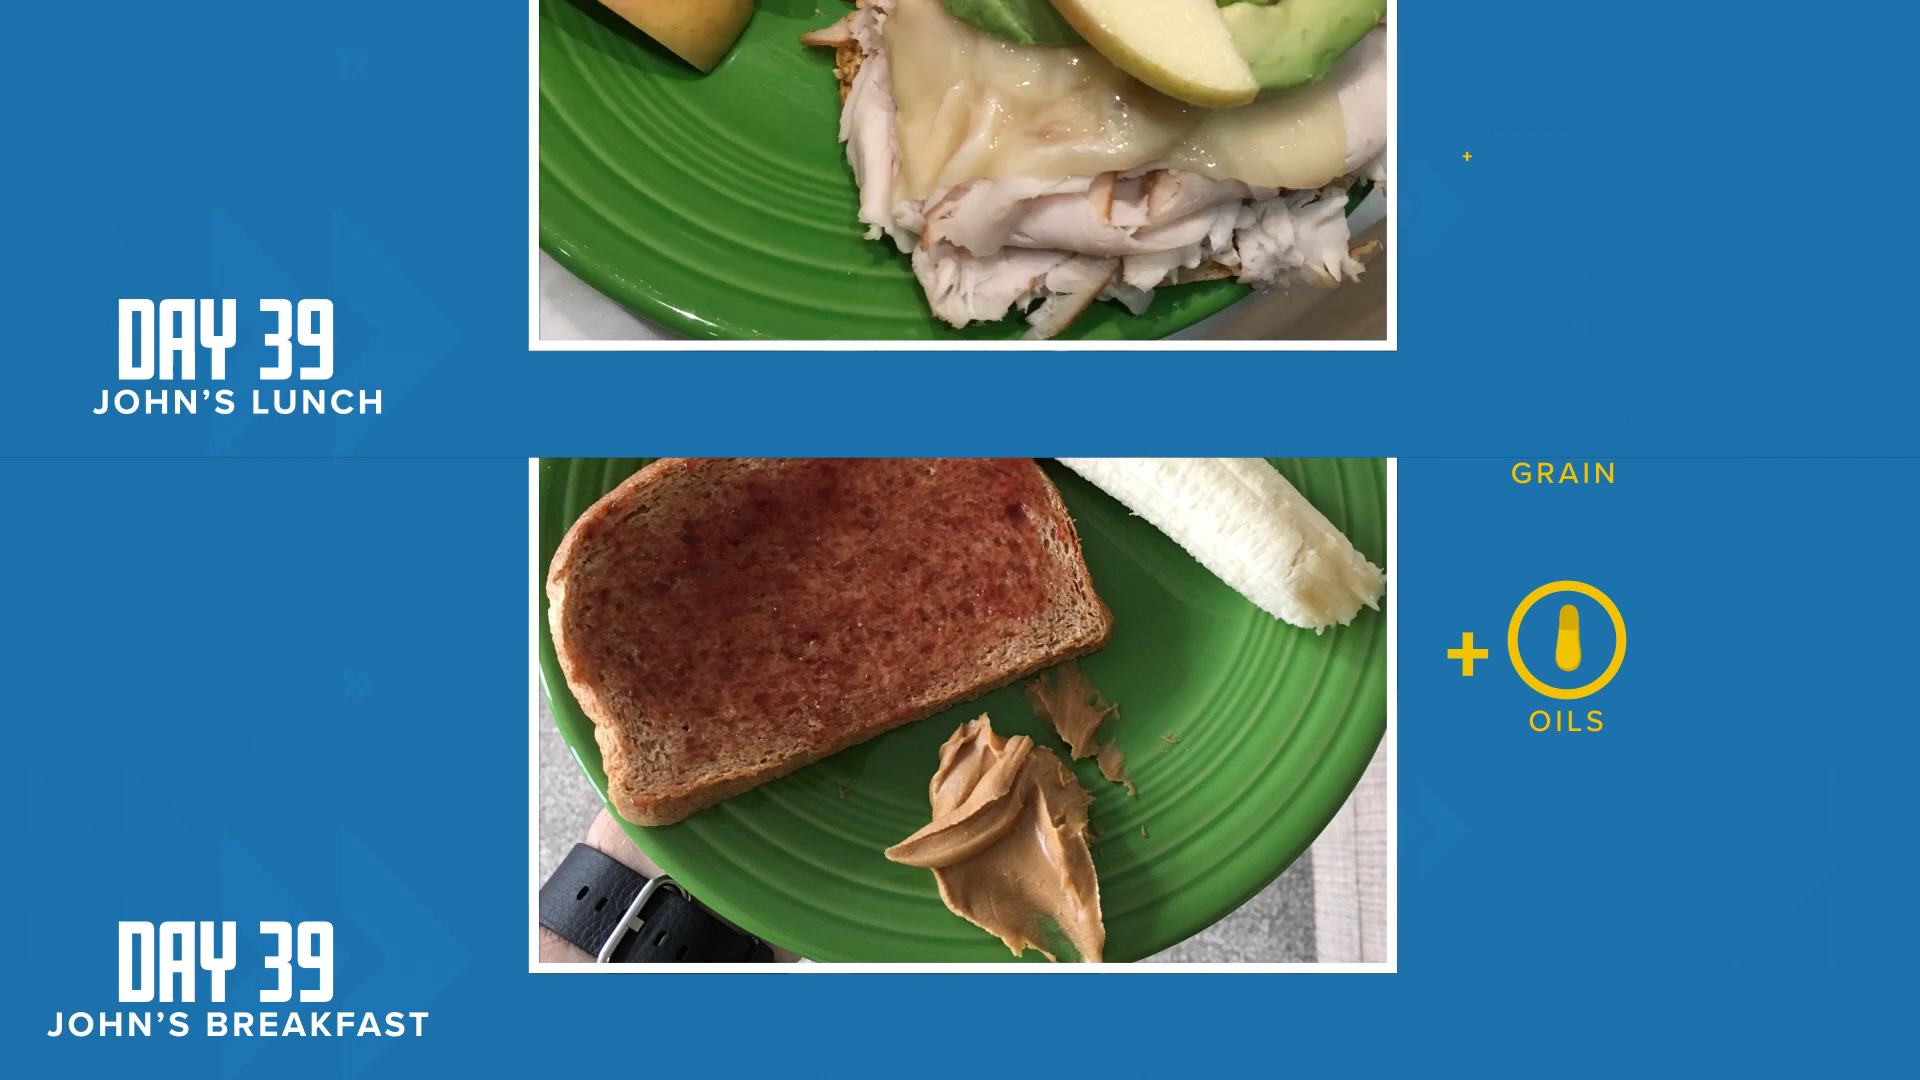 DAY 39
JOHN'S LUNCH
+
GRAIN
+
OILS
DAY 39
JOHN'S BREAKFAST